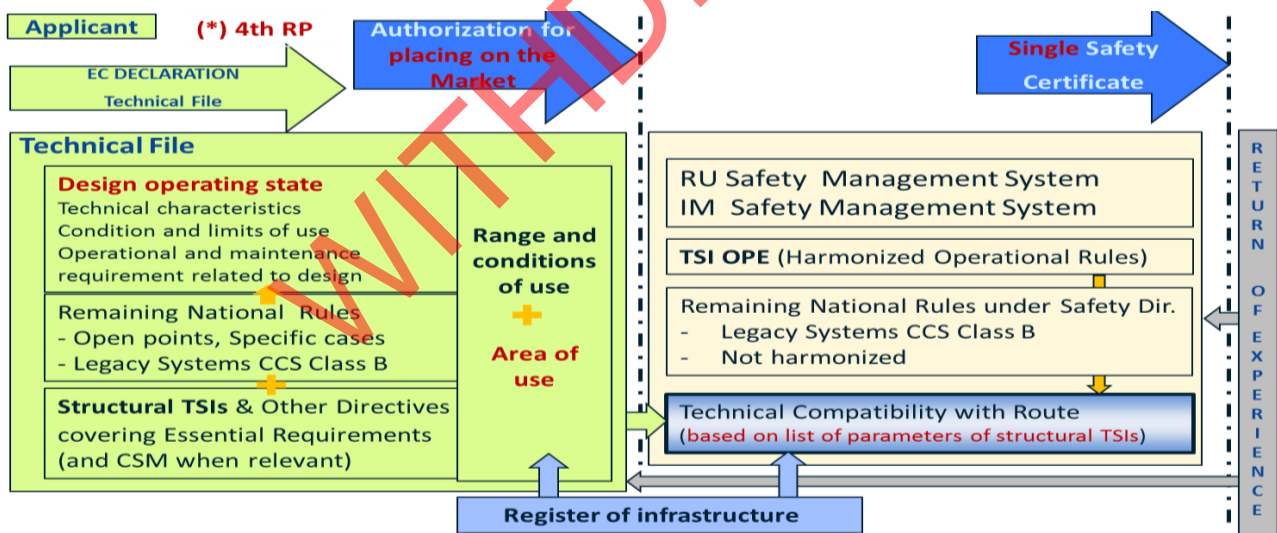 Applicant
(*) 4th RP
EC DECLARATION
Technical File
Authorization for
placing on the
Market
Single Safety
Certificate
Technical File
Design operating state
Technical characteristics
Condition and limits of use
Operational and maintenance
requirement related to design
Remaining National Rules
- Open points, Specific cases
- Legacy Systems CCS Class B
Structural TSIs & Other Directives
covering Essential Requirements
(and CSM when relevant)
Range and
conditions
of use
+
Area of
use
RU Safety Management System
IM Safety Management System
TSI OPE (Harmonized Operational Rules)
Remaining National Rules under Safety Dir.
- Legacy Systems CCS Class B
- Not harmonized
Technical Compatibility with Route
(based on list of parameters of structural TSIs)
Register of infrastructure
RETURN OF EXPERIENCE